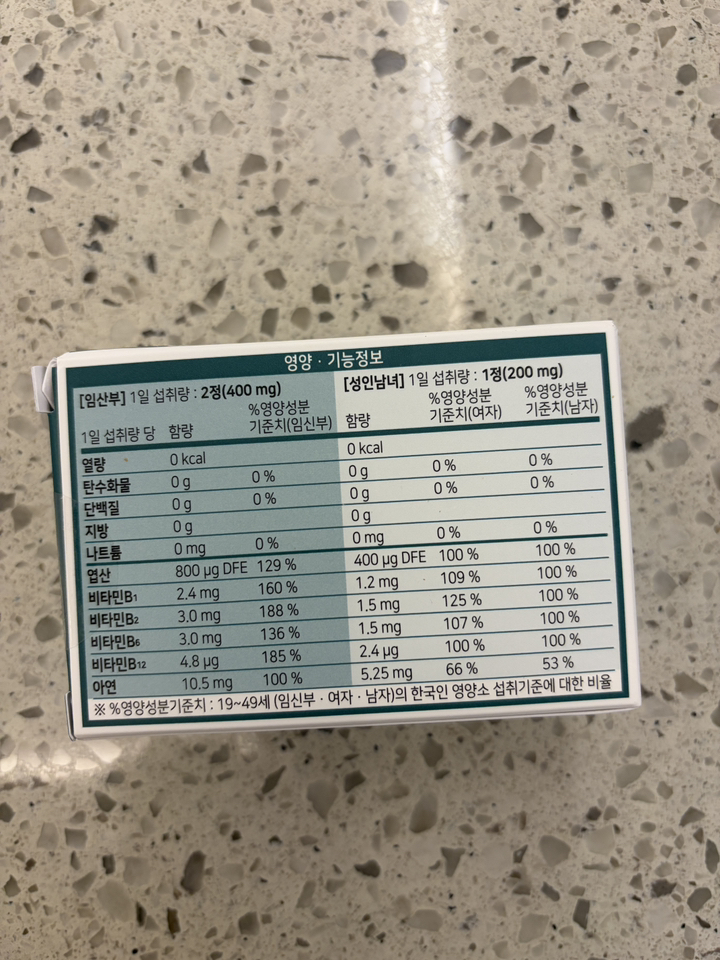 영양 · 기능정보
[임산부] 1일 섭취량 : 2정(400 mg) [성인남녀] 1일 섭취량 : 1정(200 mg)
1일 섭취량 당 함량 %영양성분 기준치(임신부) 함량 %영양성분 기준치(여자) %영양성분 기준치(남자)
열량 0 kcal 0 kcal
탄수화물 0 g 0 % 0 g 0 % 0 %
단백질 0 g 0 % 0 g 0 % 0 %
지방 0 g 0 g
나트륨 0 mg 0 % 0 mg 0 % 0 %
엽산 800 µg DFE 129 % 400 µg DFE 100 % 100 %
비타민B1 2.4 mg 160 % 1.2 mg 109 % 100 %
비타민B2 3.0 mg 188 % 1.5 mg 125 % 100 %
비타민B6 3.0 mg 136 % 1.5 mg 107 % 100 %
비타민B12 4.8 µg 185 % 2.4 µg 100 % 100 %
아연 10.5 mg 100 % 5.25 mg 66 % 53 %
※ %영양성분기준치 : 19~49세 (임신부 · 여자 · 남자)의 한국인 영양소 섭취기준에 대한 비율